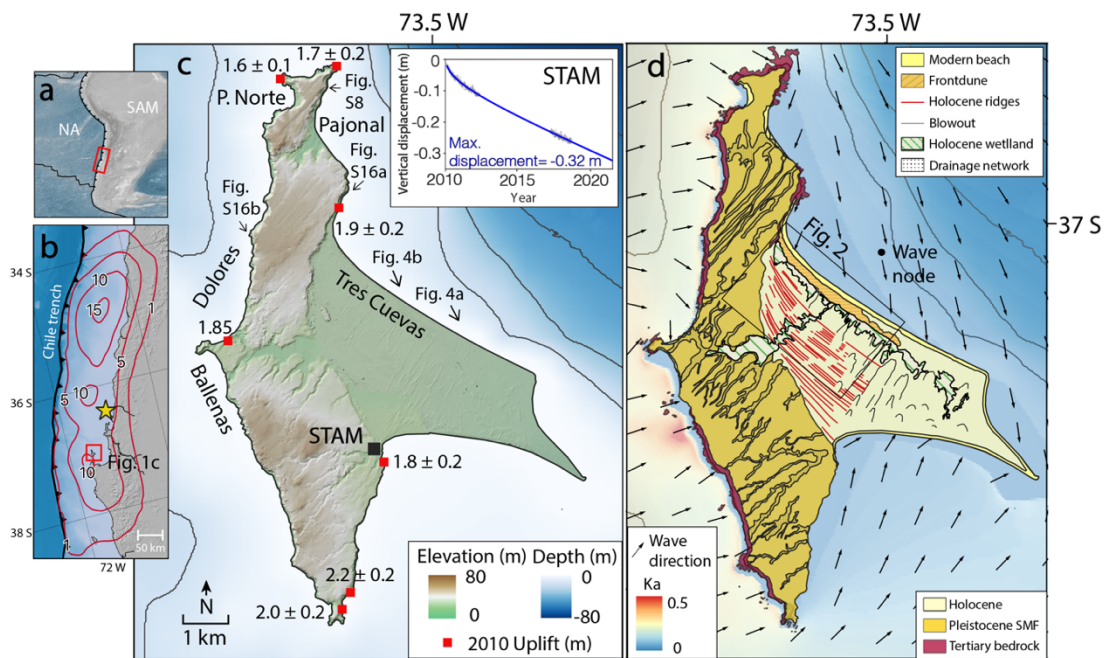 73.5 W
73.5 W
a
NA
SAM
b
34 S
36 S
38 S
72 W
Chile trench
10
15
1
5
10
5
10
1
Fig. 1c
50 km
c
1.6 ± 0.1
1.7 ± 0.2
P. Norte
Fig.
S8
Pajonal
Fig.
S16a
Fig.
S16b
1.9 ± 0.2
Dolores
Fig. 4b
Fig. 4a
Tres Cuevas
1.85
Ballenas
STAM
1.8 ± 0.2
2.2 ± 0.2
2.0 ± 0.2
N
1 km
Vertical displacement (m)
0
-0.1
-0.2
-0.3
STAM
Max.
displacement= -0.32 m
2010
2015
2020
Year
Elevation (m)
80
0
Depth (m)
0
-80
2010 Uplift (m)
d
Modern beach
Frontdune
Holocene ridges
Blowout
Holocene wetlland
Drainage network
37 S
Fig. 2
Wave
node
Wave
direction
Ka
0.5
0
Holocene
Pleistocene SMF
Tertiary bedrock